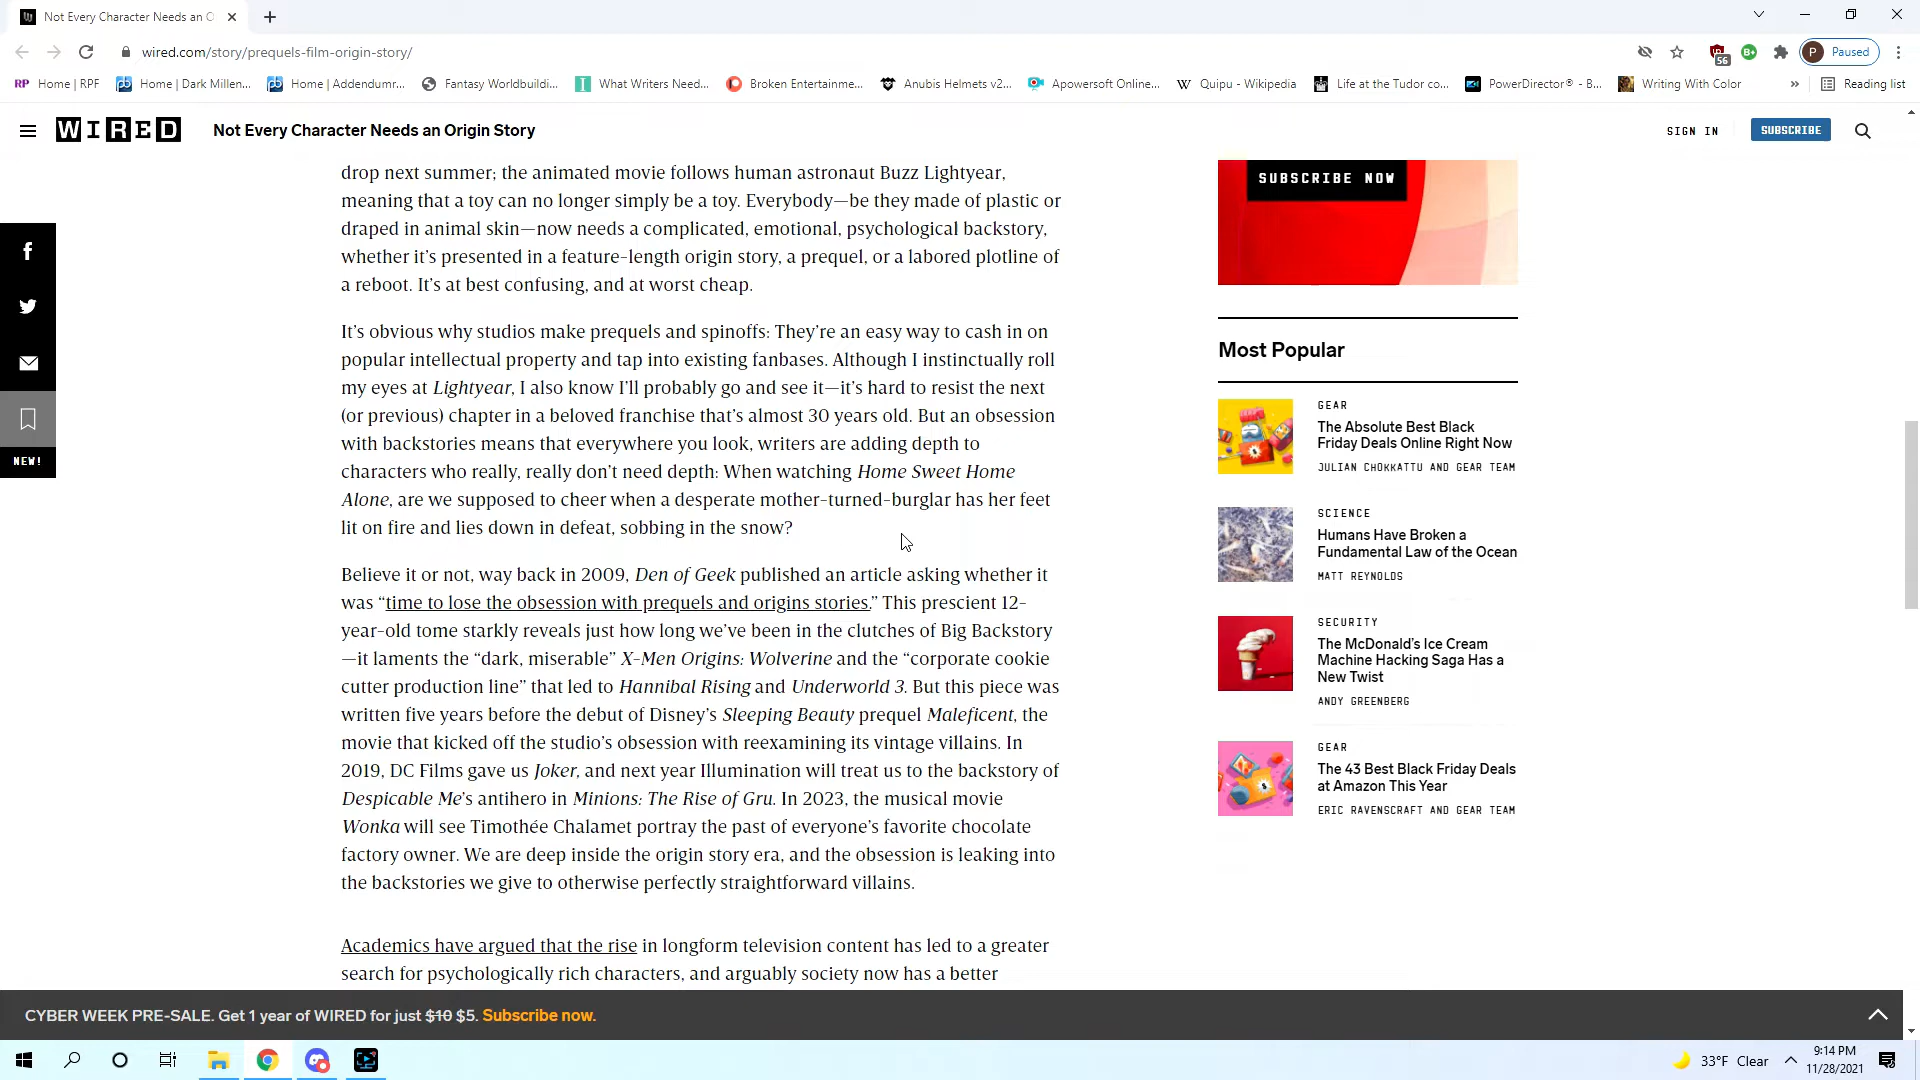 Not Every Character Needs an O
wired.com/story/prequels-film-origin-story/
56
B+
P
Paused
RP Home | RPF
Home | Dark Millen...
Home | Addendumr...
Fantasy Worldbuildi...
What Writers Need...
Broken Entertainme...
Anubis Helmets v2...
Apowersoft Online...
W Quipu - Wikipedia
Life at the Tudor co...
PowerDirector® - B...
Writing With Color
»
Reading list
WIRED
Not Every Character Needs an Origin Story
SIGN IN
SUBSCRIBE
NEW!
drop next summer; the animated movie follows human astronaut Buzz Lightyear,
meaning that a toy can no longer simply be a toy. Everybody—be they made of plastic or
draped in animal skin—now needs a complicated, emotional, psychological backstory,
whether it’s presented in a feature-length origin story, a prequel, or a labored plotline of
a reboot. It’s at best confusing, and at worst cheap.
It’s obvious why studios make prequels and spinoffs: They’re an easy way to cash in on
popular intellectual property and tap into existing fanbases. Although I instinctually roll
my eyes at Lightyear, I also know I’ll probably go and see it—it’s hard to resist the next
(or previous) chapter in a beloved franchise that’s almost 30 years old. But an obsession
with backstories means that everywhere you look, writers are adding depth to
characters who really, really don’t need depth: When watching Home Sweet Home
Alone, are we supposed to cheer when a desperate mother-turned-burglar has her feet
lit on fire and lies down in defeat, sobbing in the snow?
Believe it or not, way back in 2009, Den of Geek published an article asking whether it
was “time to lose the obsession with prequels and origins stories.” This prescient 12-
year-old tome starkly reveals just how long we’ve been in the clutches of Big Backstory
—it laments the “dark, miserable” X-Men Origins: Wolverine and the “corporate cookie
cutter production line” that led to Hannibal Rising and Underworld 3. But this piece was
written five years before the debut of Disney’s Sleeping Beauty prequel Maleficent, the
movie that kicked off the studio’s obsession with reexamining its vintage villains. In
2019, DC Films gave us Joker, and next year Illumination will treat us to the backstory of
Despicable Me’s antihero in Minions: The Rise of Gru. In 2023, the musical movie
Wonka will see Timothée Chalamet portray the past of everyone’s favorite chocolate
factory owner. We are deep inside the origin story era, and the obsession is leaking into
the backstories we give to otherwise perfectly straightforward villains.
Academics have argued that the rise in longform television content has led to a greater
search for psychologically rich characters, and arguably society now has a better
SUBSCRIBE NOW
Most Popular
GEAR
The Absolute Best Black
Friday Deals Online Right Now
JULIAN CHOKKATTU AND GEAR TEAM
SCIENCE
Humans Have Broken a
Fundamental Law of the Ocean
MATT REYNOLDS
SECURITY
The McDonald’s Ice Cream
Machine Hacking Saga Has a
New Twist
ANDY GREENBERG
GEAR
The 43 Best Black Friday Deals
at Amazon This Year
ERIC RAVENSCRAFT AND GEAR TEAM
CYBER WEEK PRE-SALE. Get 1 year of WIRED for just $10 $5. Subscribe now.
33°F Clear
9:14 PM
11/28/2021